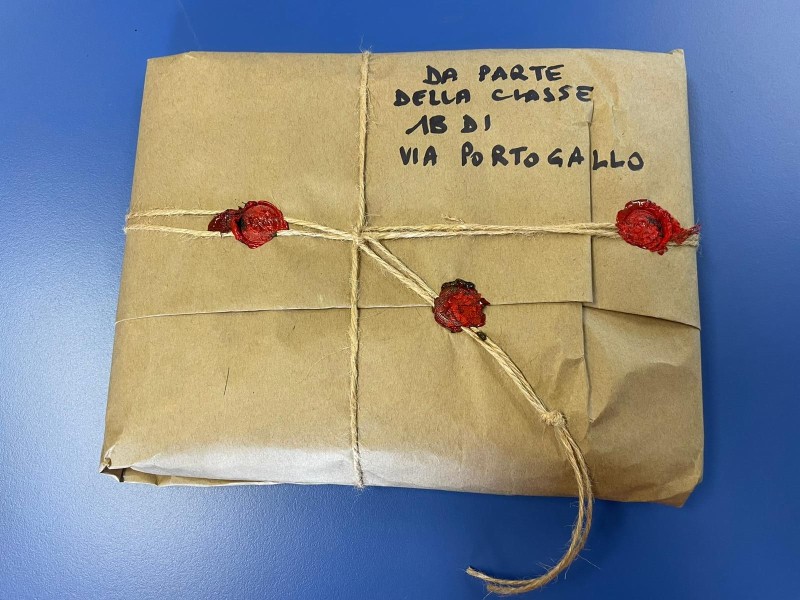 DA PARTE
DELLA CLASSE
1B DI
VIA PORTOGALLO